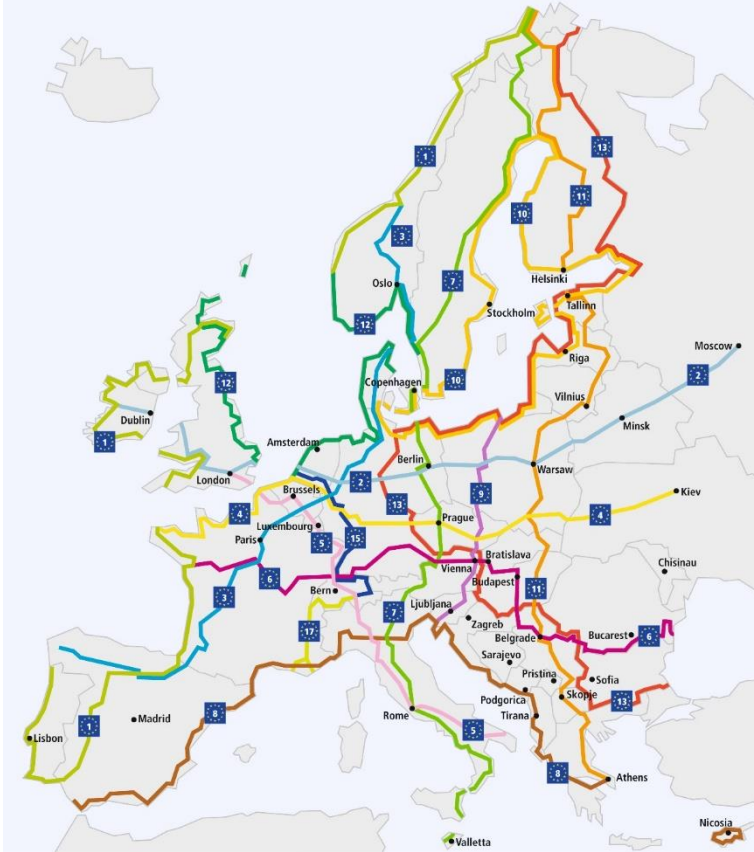 1
13
11
10
3
7
Oslo
Helsinki
Stockholm
Tallinn
12
Moscow
Riga
2
12
Copenhagen
10
Vilnius
Dublin
1
Minsk
Amsterdam
London
Berlin
Warsaw
2
Brussels
9
Kiev
4
13
4
Luxembourg
5
15
Prague
Paris
6
Vienna
Bratislava
Chisinau
Budapest
Bern
11
3
7
Ljubljana
17
Zagreb
Belgrade
Bucharest
6
Sarajevo
Pristina
Sofia
Podgorica
Skopje
13
1
Madrid
8
Rome
Tirana
5
Lisbon
8
Athens
Nicosia
Valletta